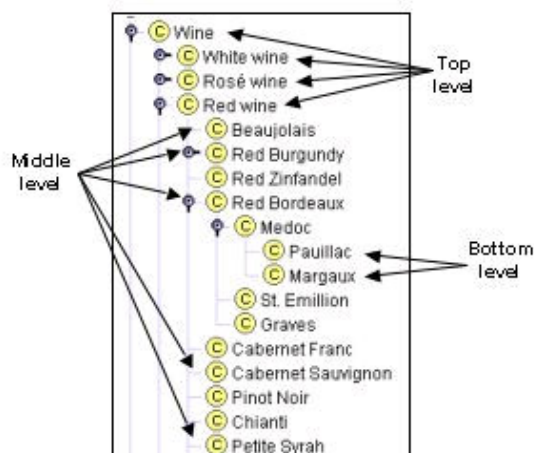 Wine
White wine
Rosé wine
Red wine
Beaujolais
Red Burgundy
Red Zinfandel
Red Bordeaux
Medoc
Pauillac
Margaux
St. Emillion
Graves
Cabernet Franc
Cabernet Sauvignon
Pinot Noir
Chianti
Petite Syrah
Top
level
Middle
level
Bottom
level